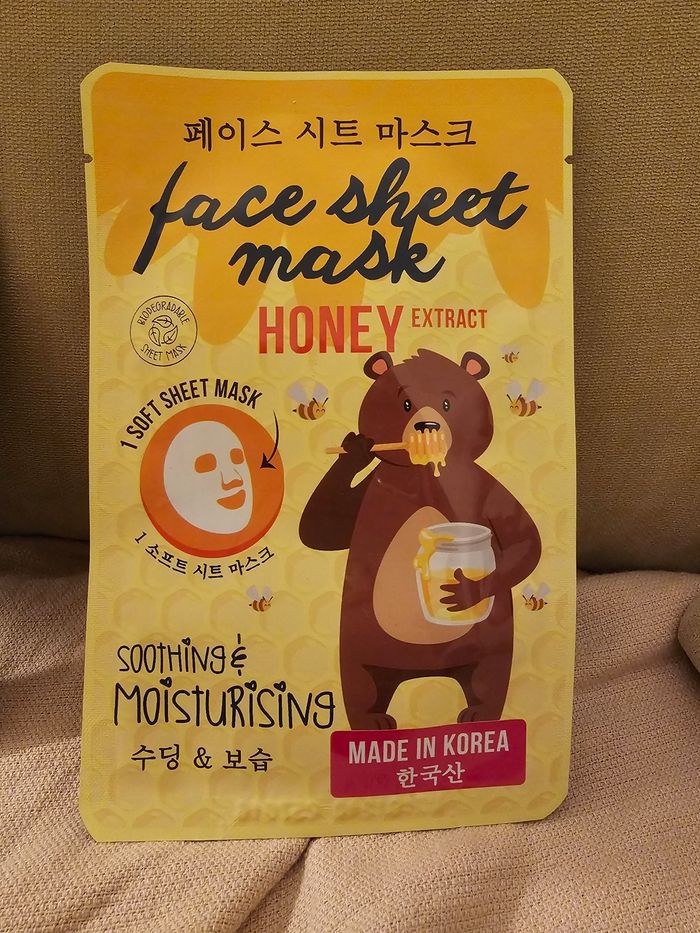 페이스 시트 마스크
face sheet
mask
HONEY EXTRACT
BIODEGRADABLE
SHEET MASK
1 SOFT SHEET MASK
1 소프트 시트 마스크
SOOTHING &
MOISTURISING
수딩 & 보습
MADE IN KOREA
한국산